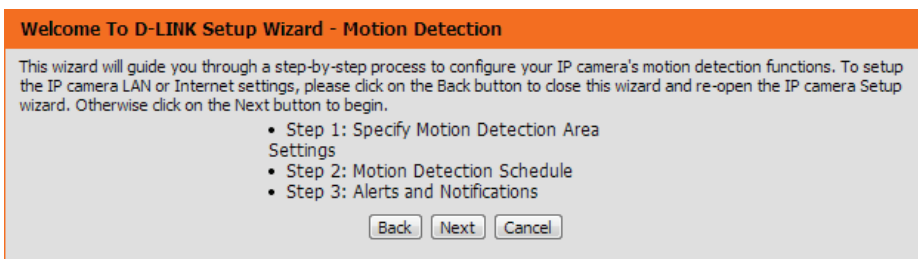 Welcome To D-LINK Setup Wizard - Motion Detection
This wizard will guide you through a step-by-step process to configure your IP camera's motion detection functions. To setup
the IP camera LAN or Internet settings, please click on the Back button to close this wizard and re-open the IP camera Setup
wizard. Otherwise click on the Next button to begin.
• Step 1: Specify Motion Detection Area
Settings
• Step 2: Motion Detection Schedule
• Step 3: Alerts and Notifications
Back Next Cancel